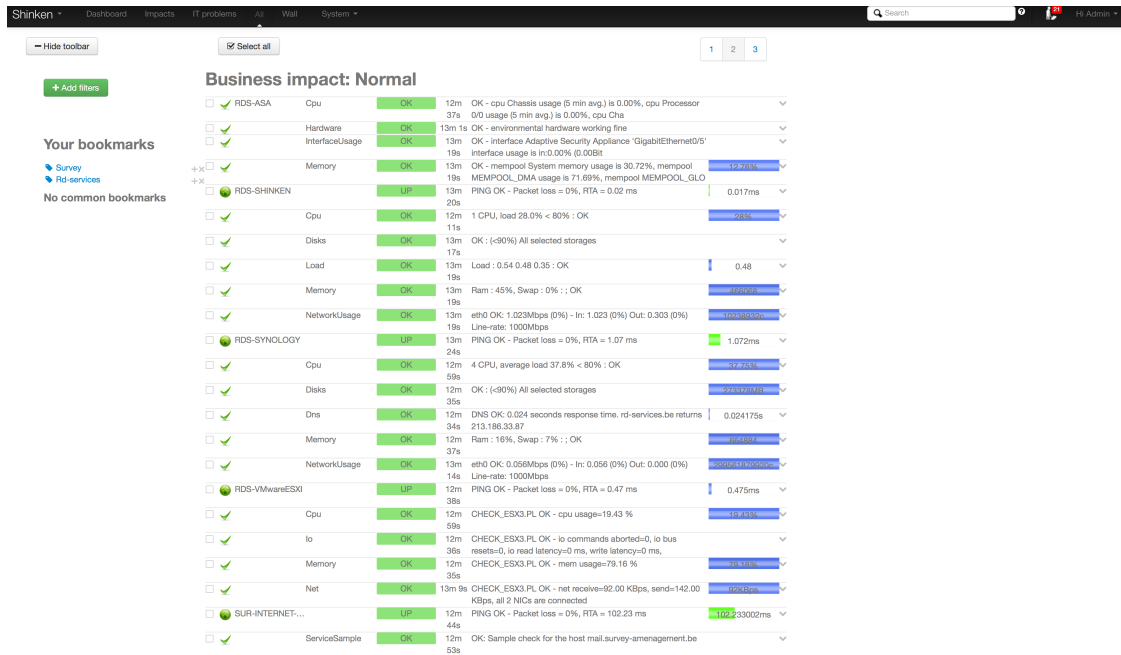 Shinken Dashboard Impacts IT problems All Wall System Search 21 Hi Admin
Hide toolbar Select all 1 2 3
Add filters
Business impact: Normal
Your bookmarks
Survey
Rd-services
No common bookmarks
RDS-ASA Cpu OK 12m OK - cpu Chassis usage (5 min avg.) is 0.00%, cpu Processor
37s 0/0 usage (5 min avg.) is 0.00%, cpu Cha
Hardware OK 13m 1s OK - environmental hardware working fine
InterfaceUsage OK 13m OK - interface Adaptive Security Appliance 'GigabitEthernet0/5'
19s interface usage is in:0.00% (0.00Bit
Memory OK 13m OK - mempool System memory usage is 30.72%, mempool 12.76%
19s MEMPOOL_DMA usage is 71.69%, mempool MEMPOOL_GLO
RDS-SHINKEN UP 13m PING OK - Packet loss = 0%, RTA = 0.02 ms 0.017ms
20s
Cpu OK 12m 1 CPU, load 28.0% < 80% : OK 28%
11s
Disks OK 13m OK : (<90%) All selected storages
17s
Load OK 13m Load : 0.54 0.48 0.35 : OK 0.48
19s
Memory OK 13m Ram : 45%, Swap : 0% : ; OK
19s
NetworkUsage OK 13m eth0 OK: 1.023Mbps (0%) - In: 1.023 (0%) Out: 0.303 (0%)
19s Line-rate: 1000Mbps
RDS-SYNOLOGY UP 13m PING OK - Packet loss = 0%, RTA = 1.07 ms 1.072ms
24s
Cpu OK 12m 4 CPU, average load 37.8% < 80% : OK 37.75%
59s
Disks OK 12m OK : (<90%) All selected storages
35s
Dns OK 12m DNS OK: 0.024 seconds response time. rd-services.be returns 0.024175s
34s 213.186.33.87
Memory OK 12m Ram : 16%, Swap : 7% : ; OK
37s
NetworkUsage OK 13m eth0 OK: 0.056Mbps (0%) - In: 0.056 (0%) Out: 0.000 (0%)
14s Line-rate: 1000Mbps
RDS-VMwareESXI UP 12m PING OK - Packet loss = 0%, RTA = 0.47 ms 0.475ms
38s
Cpu OK 12m CHECK_ESX3.PL OK - cpu usage=19.43 % 19.43%
59s
Io OK 12m CHECK_ESX3.PL OK - io commands aborted=0, io bus
36s resets=0, io read latency=0 ms, write latency=0 ms,
Memory OK 12m CHECK_ESX3.PL OK - mem usage=79.16 % 79.16%
35s
Net OK 13m 9s CHECK_ESX3.PL OK - net receive=92.00 KBps, send=142.00 92KBps
KBps, all 2 NICs are connected
SUR-INTERNET-... UP 12m PING OK - Packet loss = 0%, RTA = 102.23 ms 102.233002ms
44s
ServiceSample OK 12m OK: Sample check for the host mail.survey-amenagement.be
53s